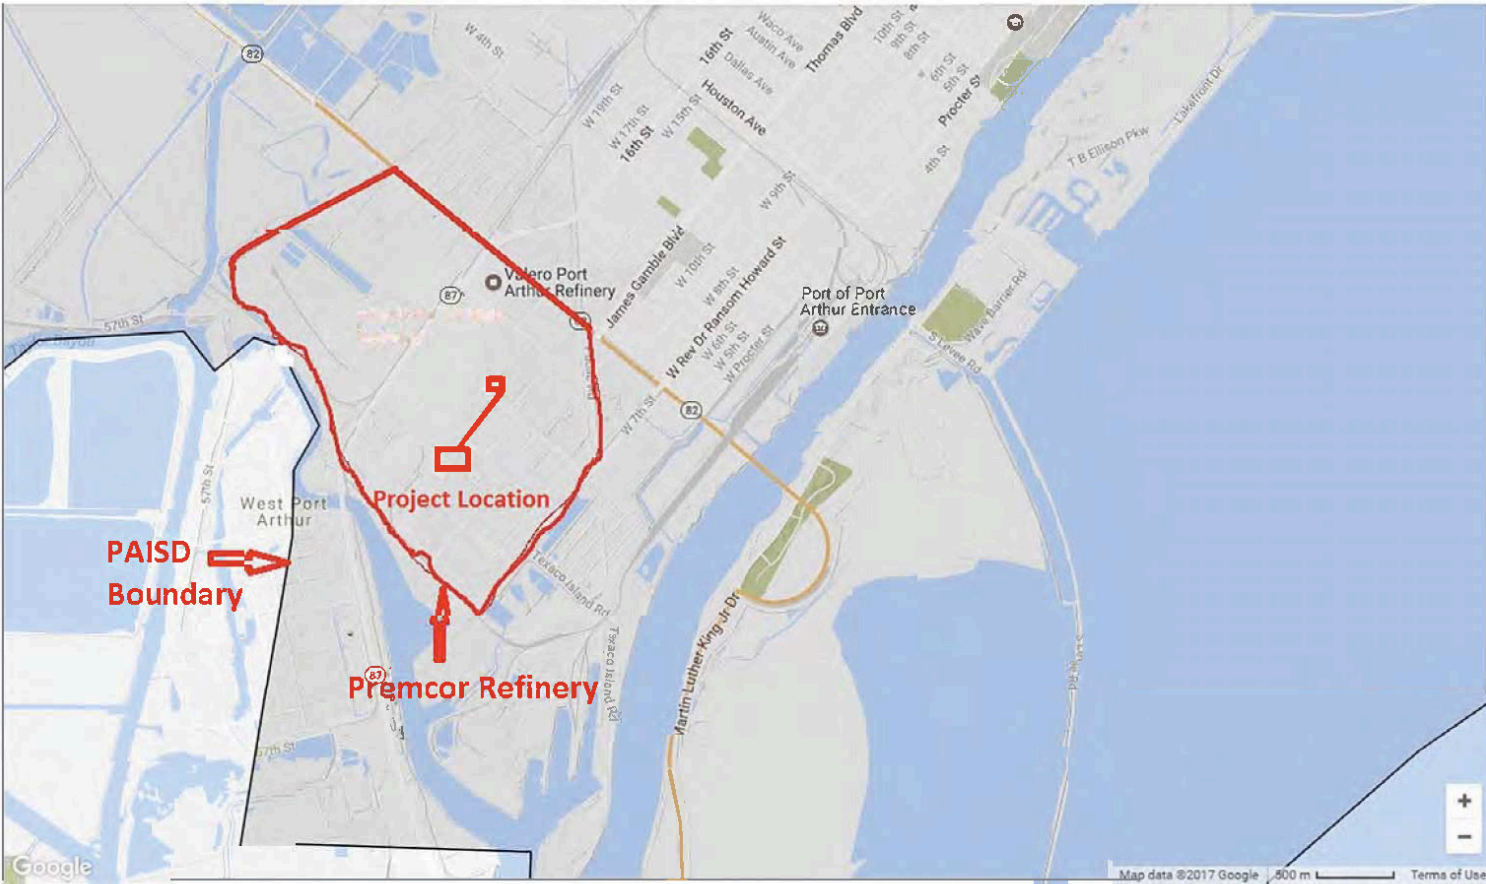 82
W 4th St
Waco Ave
Austin Ave
Dallas Ave
16th St
Thomas Blvd
10th St
9th St
8th St
6th St
5th St
Procter St
Houston Ave
W 19th St
W 17th St
16th St
W 15th St
4th St
T B Ellison Pkw
Lakefront Dr
W 9th St
Valero Port
Arthur Refinery
87
James Gamble Blvd
W 10th St
W 8th St
W Rev Dr Ransom Howard St
W 6th St
W 5th St
W Procter St
Port of Port
Arthur Entrance
Wave Barrier Rd
S Levee Rd
57th St
Taylor Bayou
W 7th St
82
57th St
West Port
Arthur
Project Location
PAISD
Boundary
Texaco Island Rd
Texaco Island Rd
Martin Luther King Jr Dr
87
Premcor Refinery
57th St
+
−
Google
Map data ©2017 Google
500 m
Terms of Use